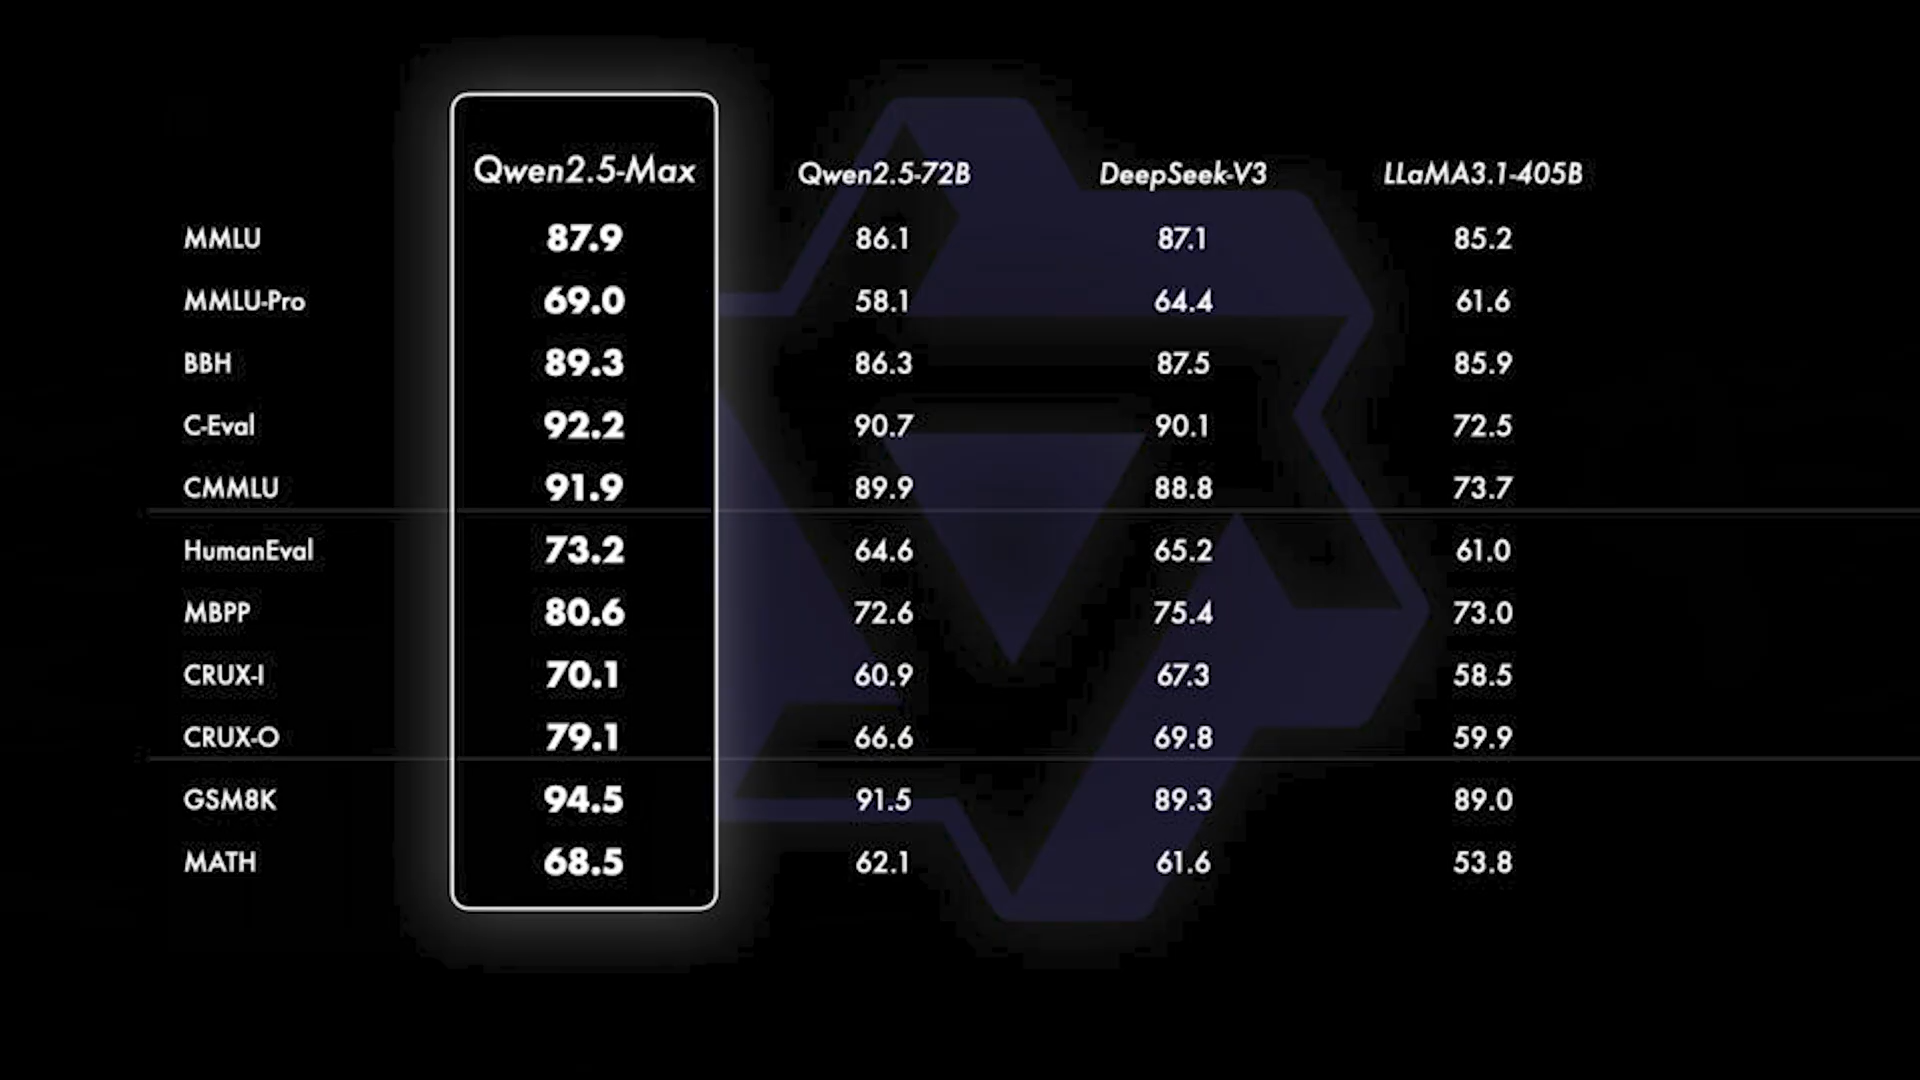 Qwen2.5-Max Qwen2.5-72B DeepSeek-V3 LLaMA3.1-405B
MMLU 87.9 86.1 87.1 85.2
MMLU-Pro 69.0 58.1 64.4 61.6
BBH 89.3 86.3 87.5 85.9
C-Eval 92.2 90.7 90.1 72.5
CMMLU 91.9 89.9 88.8 73.7
HumanEval 73.2 64.6 65.2 61.0
MBPP 80.6 72.6 75.4 73.0
CRUX-I 70.1 60.9 67.3 58.5
CRUX-O 79.1 66.6 69.8 59.9
GSM8K 94.5 91.5 89.3 89.0
MATH 68.5 62.1 61.6 53.8